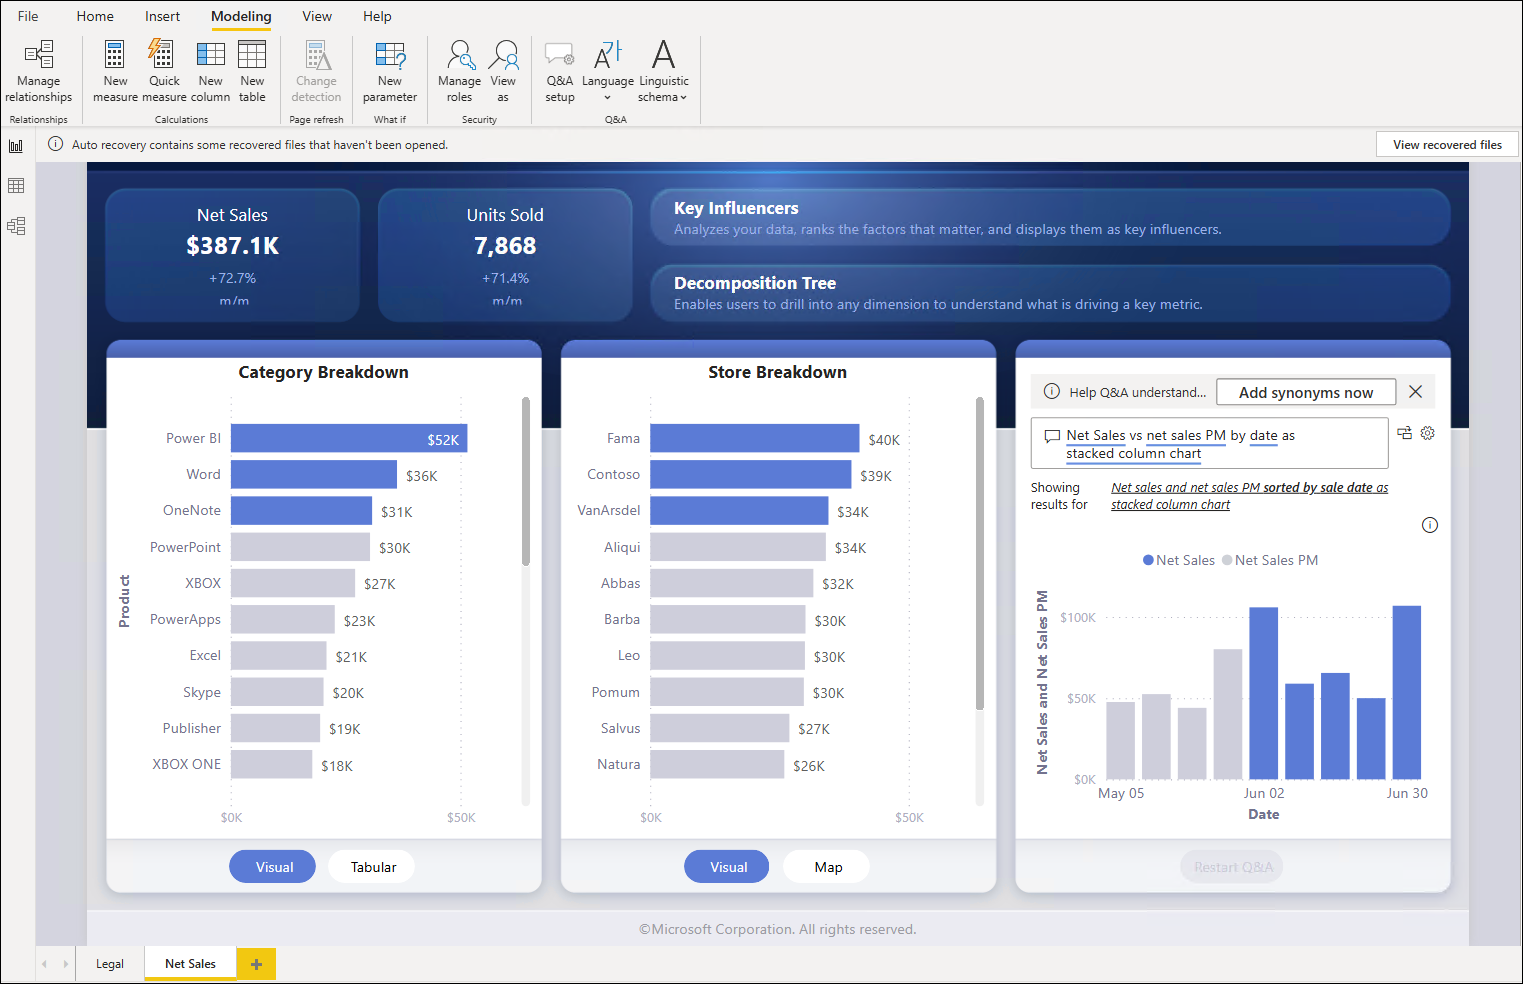 File Home Insert Modeling View Help
Manage relationships
New measure
Quick measure
New column
New table
Change detection
New parameter
Manage roles
View as
Q&A setup
Language
Linguistic schema
Relationships Calculations Page refresh What if Security Q&A
Auto recovery contains some recovered files that haven't been opened.
View recovered files
Net Sales
$387.1K
+72.7%
m/m
Units Sold
7,868
+71.4%
m/m
Key Influencers
Analyzes your data, ranks the factors that matter, and displays them as key influencers.
Decomposition Tree
Enables users to drill into any dimension to understand what is driving a key metric.
Category Breakdown
Product
Power BI $52K
Word $36K
OneNote $31K
PowerPoint $30K
XBOX $27K
PowerApps $23K
Excel $21K
Skype $20K
Publisher $19K
XBOX ONE $18K
$0K $50K
Visual Tabular
Store Breakdown
Fama $40K
Contoso $39K
VanArsdel $34K
Aliqui $34K
Abbas $32K
Barba $30K
Leo $30K
Pomum $30K
Salvus $27K
Natura $26K
$0K $50K
Visual Map
Help Q&A understand...
Add synonyms now
Net Sales vs net sales PM by date as
stacked column chart
Showing
results for
Net sales and net sales PM sorted by sale date as
stacked column chart
Net Sales Net Sales PM
Net Sales and Net Sales PM
$100K
$50K
$0K
May 05 Jun 02 Jun 30
Date
Restart Q&A
©Microsoft Corporation. All rights reserved.
Legal Net Sales